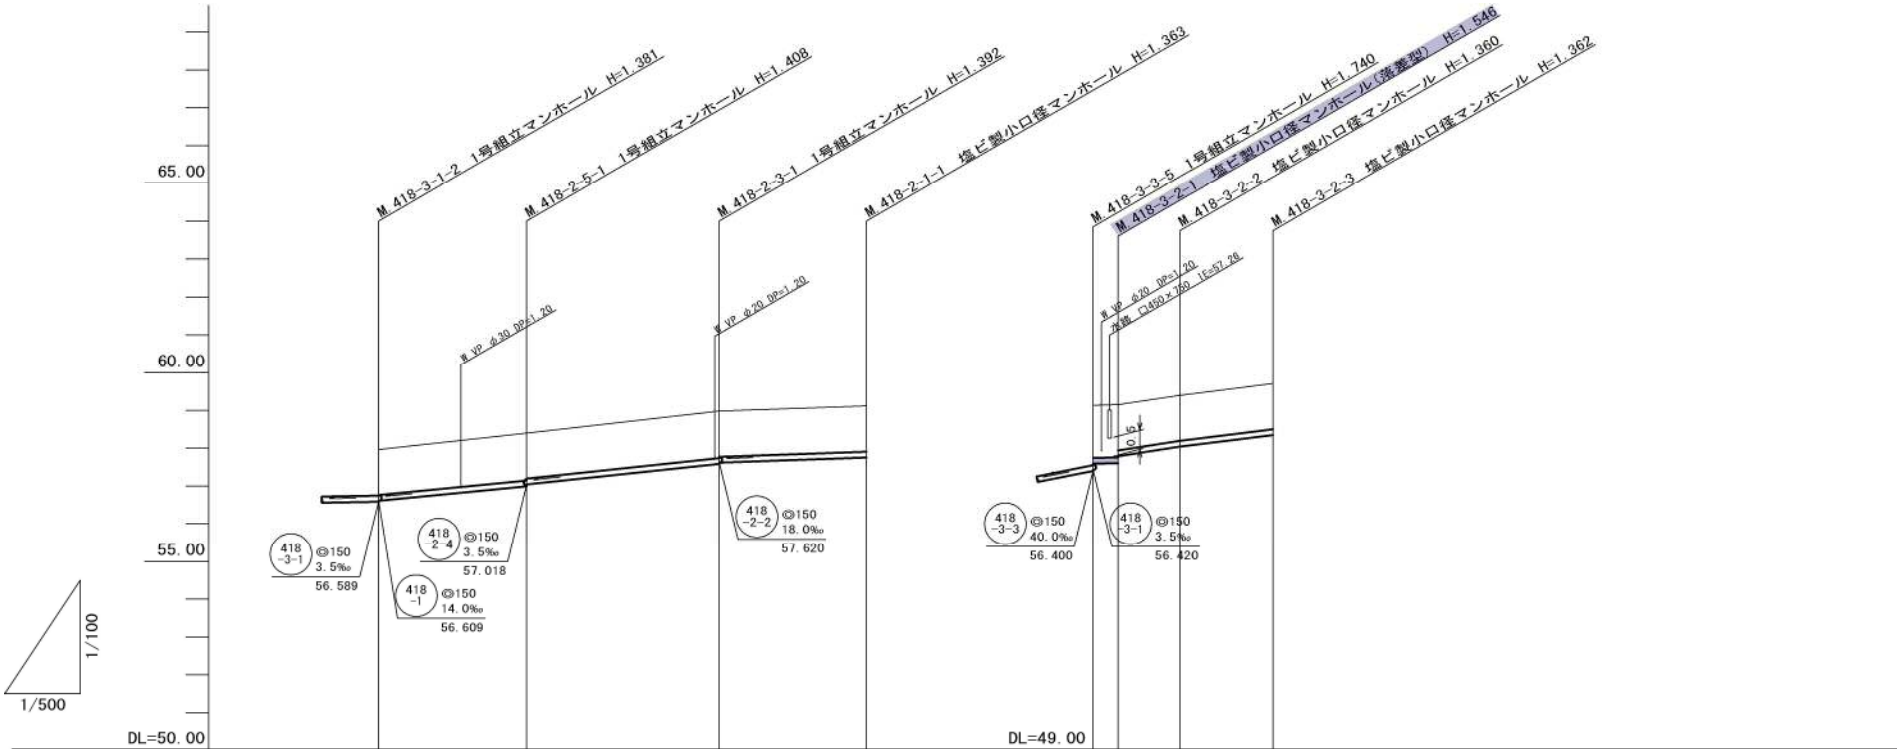 M.418-3-1-2 1号組立マンホール H=1.381
M.418-2-5-1 1号組立マンホール H=1.408
M.418-2-3-1 1号組立マンホール H=1.392
M.418-2-1-1 塩ビ製小口径マンホール H=1.363
M.418-3-3-5 1号組立マンホール H=1.740
M.418-3-2-1 塩ビ製小口径マンホール(落差型) H=1.546
M.418-3-2-2 塩ビ製小口径マンホール H=1.360
M.418-3-2-3 塩ビ製小口径マンホール H=1.362
65.00
60.00
55.00
W VP φ30 DP=1.20
W VP φ20 DP=1.20
W VP φ20 DP=1.20
水路 □450×750 IE=57.26
0.5
418
-3-1
◎150
3.5‰
56.589
418
-1
◎150
14.0‰
56.609
418
-2-4
◎150
3.5‰
57.018
418
-2-2
◎150
18.0‰
57.620
418
-3-3
◎150
40.0‰
56.400
418
-3-1
◎150
3.5‰
56.420
1/100
1/500
DL=50.00
DL=49.00